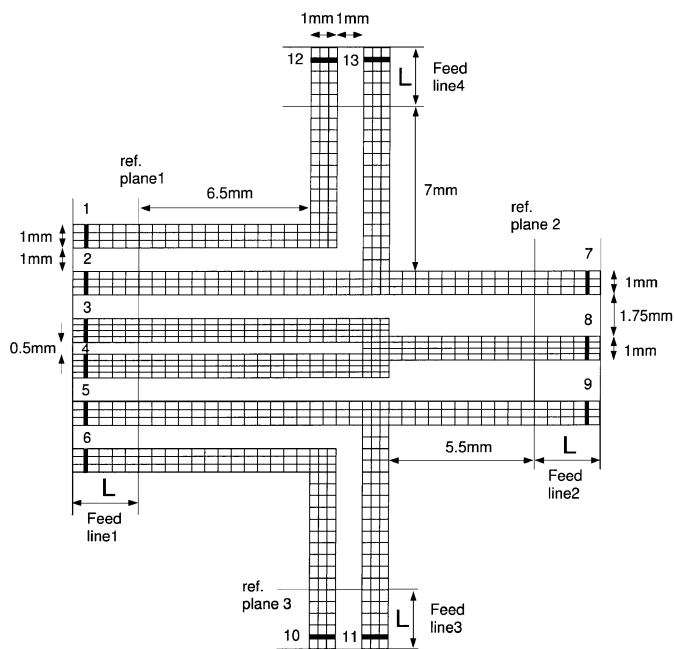 1mm 1mm
12 13
L Feed
line4
ref.
plane1
6.5mm
7mm
ref.
plane 2
1
1mm
1mm
2
7
1mm
3
1.75mm
8
0.5mm
4
1mm
5
9
6
5.5mm
L
L
Feed
line1
Feed
line2
ref.
plane 3
L Feed
line3
10 11